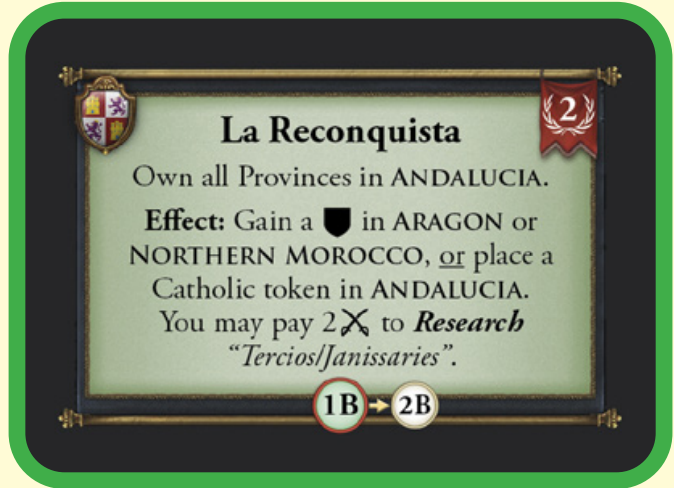 2
La Reconquista
Own all Provinces in ANDALUCIA.
Effect: Gain a in ARAGON or
NORTHERN MOROCCO, or place a
Catholic token in ANDALUCIA.
You may pay 2 to Research
"Tercios/Janissaries".
1B 2B